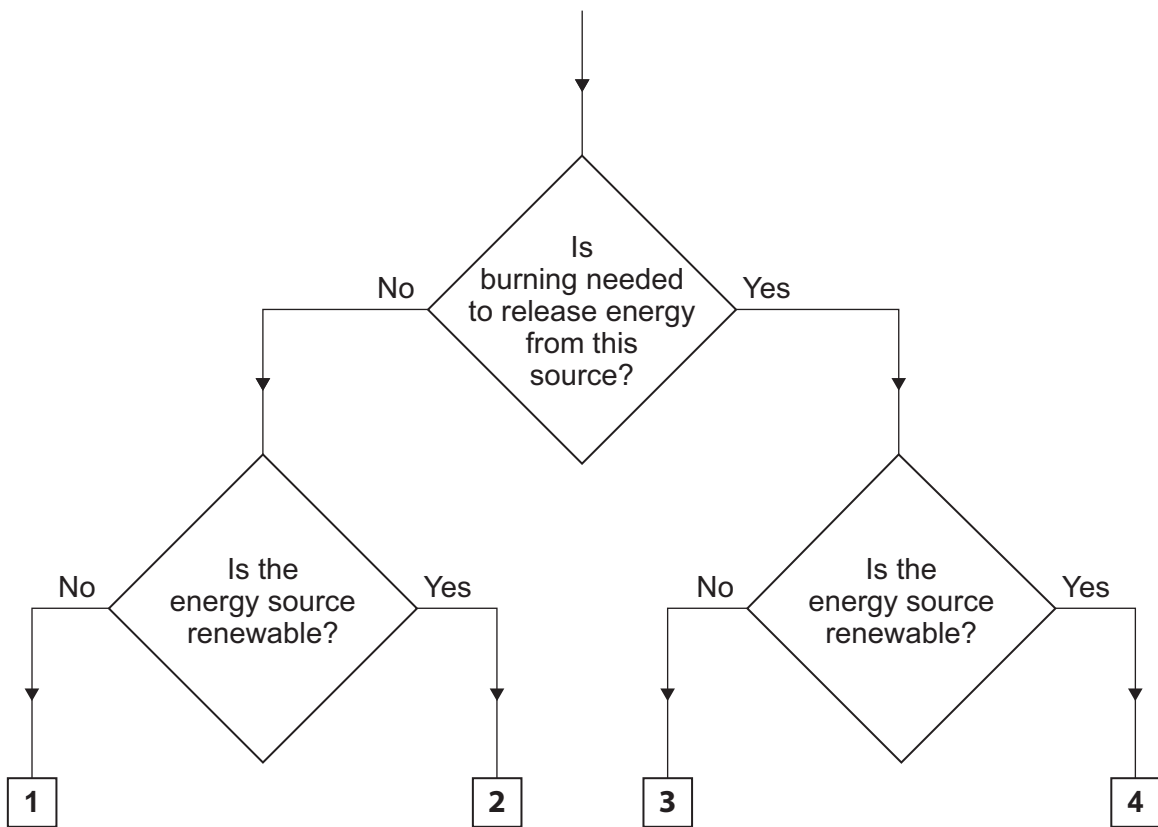 Is
burning needed
to release energy
from this
source?
No
Yes
Is the
energy source
renewable?
No
Yes
Is the
energy source
renewable?
No
Yes
1
2
3
4